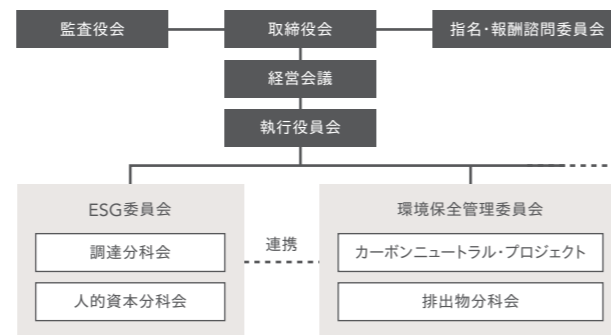 監査役会
取締役会
指名・報酬諮問委員会
経営会議
執行役員会
ESG委員会
調達分科会
人的資本分科会
連携
環境保全管理委員会
カーボンニュートラル・プロジェクト
排出物分科会